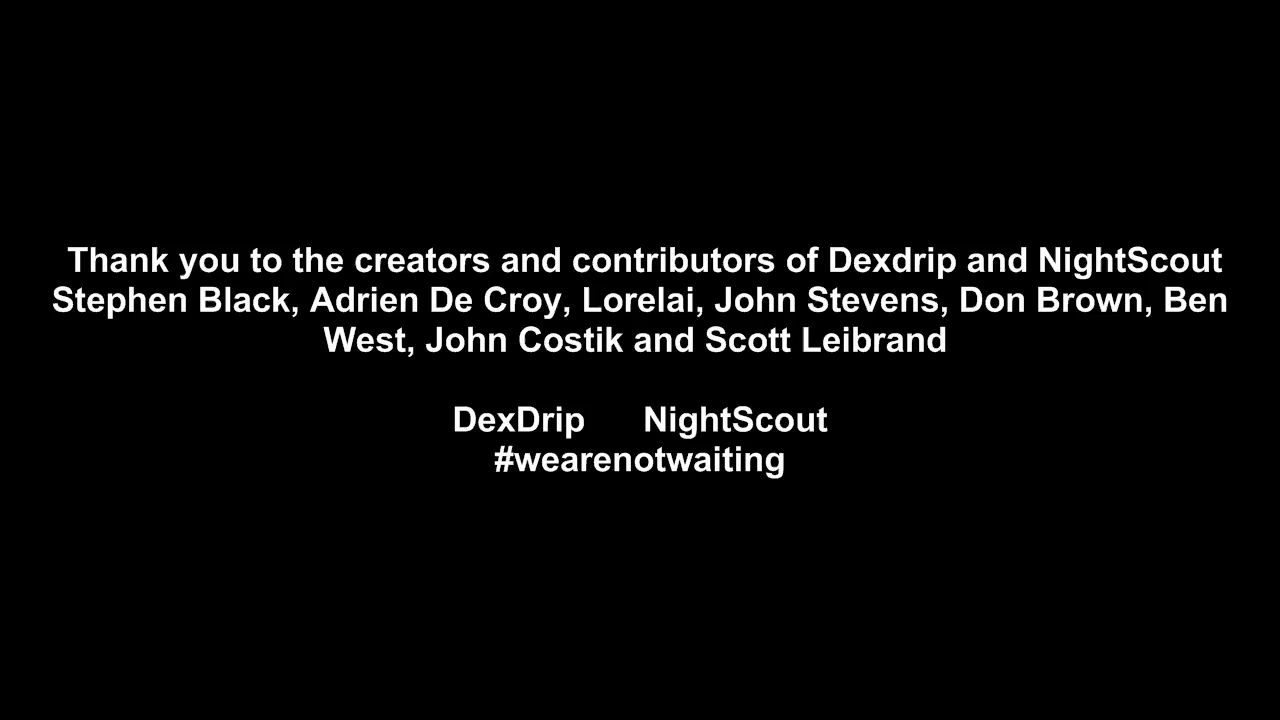 Thank you to the creators and contributors of Dexdrip and NightScout
Stephen Black, Adrien De Croy, Lorelai, John Stevens, Don Brown, Ben
West, John Costik and Scott Leibrand
DexDrip NightScout
#wearenotwaiting